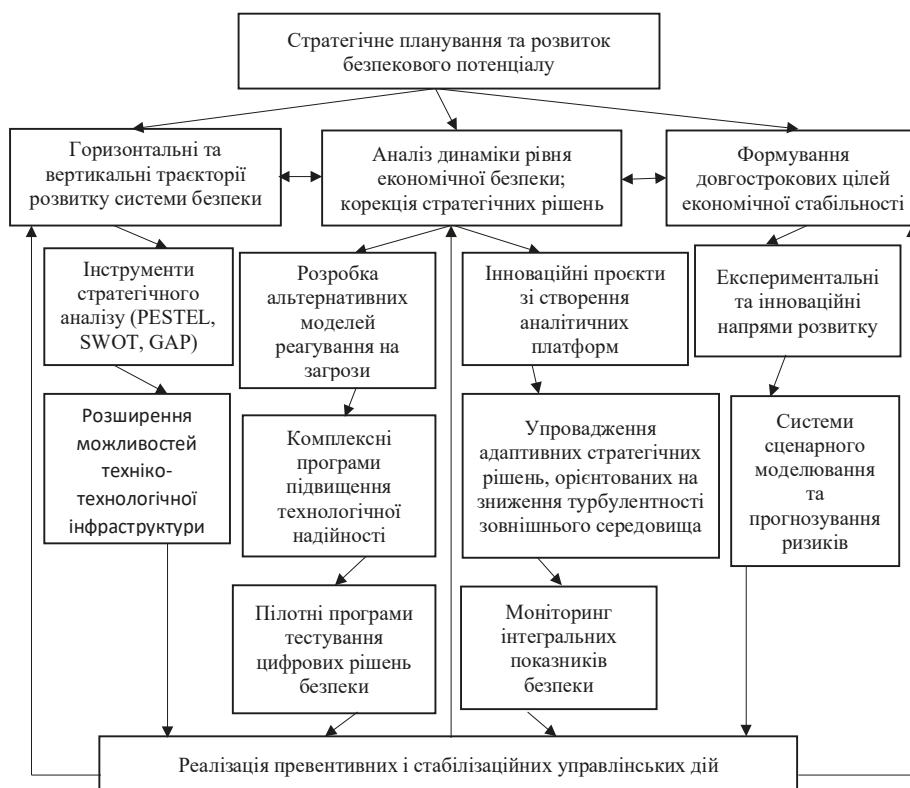 Стратегічне планування та розвиток
безпекового потенціалу
Горизонтальні та
вертикальні траєкторії
розвитку системи безпеки
Аналіз динаміки рівня
економічної безпеки;
корекція стратегічних рішень
Формування
довгострокових цілей
економічної стабільності
Інструменти
стратегічного
аналізу (PESTEL,
SWOT, GAP)
Розробка
альтернативних
моделей
реагування на
загрози
Інноваційні проєкти
зі створення
аналітичних
платформ
Експериментальні
та інноваційні
напрями розвитку
Розширення
можливостей
техніко-
технологічної
інфраструктури
Комплексні
програми
підвищення
технологічної
надійності
Упровадження
адаптивних стратегічних
рішень, орієнтованих на
зниження турбулентності
зовнішнього середовища
Системи
сценарного
моделювання
та
прогнозування
ризиків
Пілотні програми
тестування
цифрових рішень
безпеки
Моніторинг
інтегральних
показників
безпеки
Реалізація превентивних і стабілізаційних управлінських дій